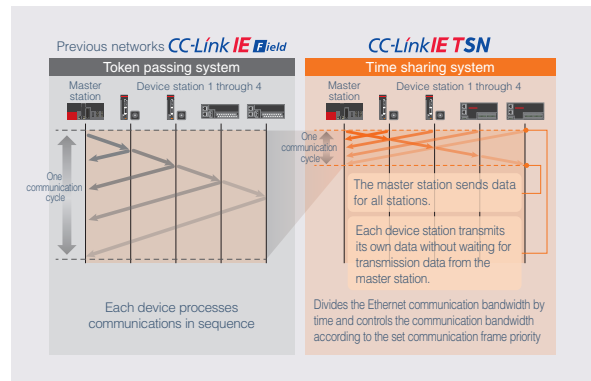 Previous networks CC-Link IE Field
Token passing system
Master
station
Device station 1 through 4
One
communication
cycle
Each device processes
communications in sequence
CC-Link IE TSN
Time sharing system
Master
station
Device station 1 through 4
One
communication
cycle
The master station sends data
for all stations.
Each device station transmits
its own data without waiting for
transmission data from the
master station.
Divides the Ethernet communication bandwidth by
time and controls the communication bandwidth
according to the set communication frame priority